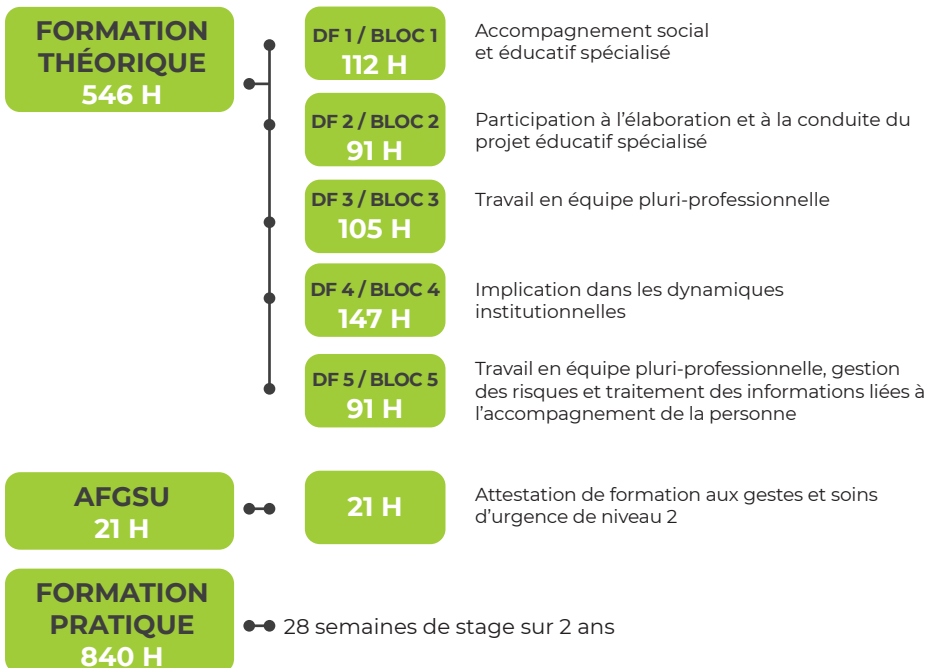 FORMATION
THÉORIQUE
546 H
DF 1 / BLOC 1
112 H
Accompagnement social
et éducatif spécialisé
DF 2 / BLOC 2
91 H
Participation à l’élaboration et à la conduite du
projet éducatif spécialisé
DF 3 / BLOC 3
105 H
Travail en équipe pluri-professionnelle
DF 4 / BLOC 4
147 H
Implication dans les dynamiques
institutionnelles
DF 5 / BLOC 5
91 H
Travail en équipe pluri-professionnelle, gestion
des risques et traitement des informations liées à
l’accompagnement de la personne
AFGSU
21 H
21 H
Attestation de formation aux gestes et soins
d’urgence de niveau 2
FORMATION
PRATIQUE
840 H
28 semaines de stage sur 2 ans